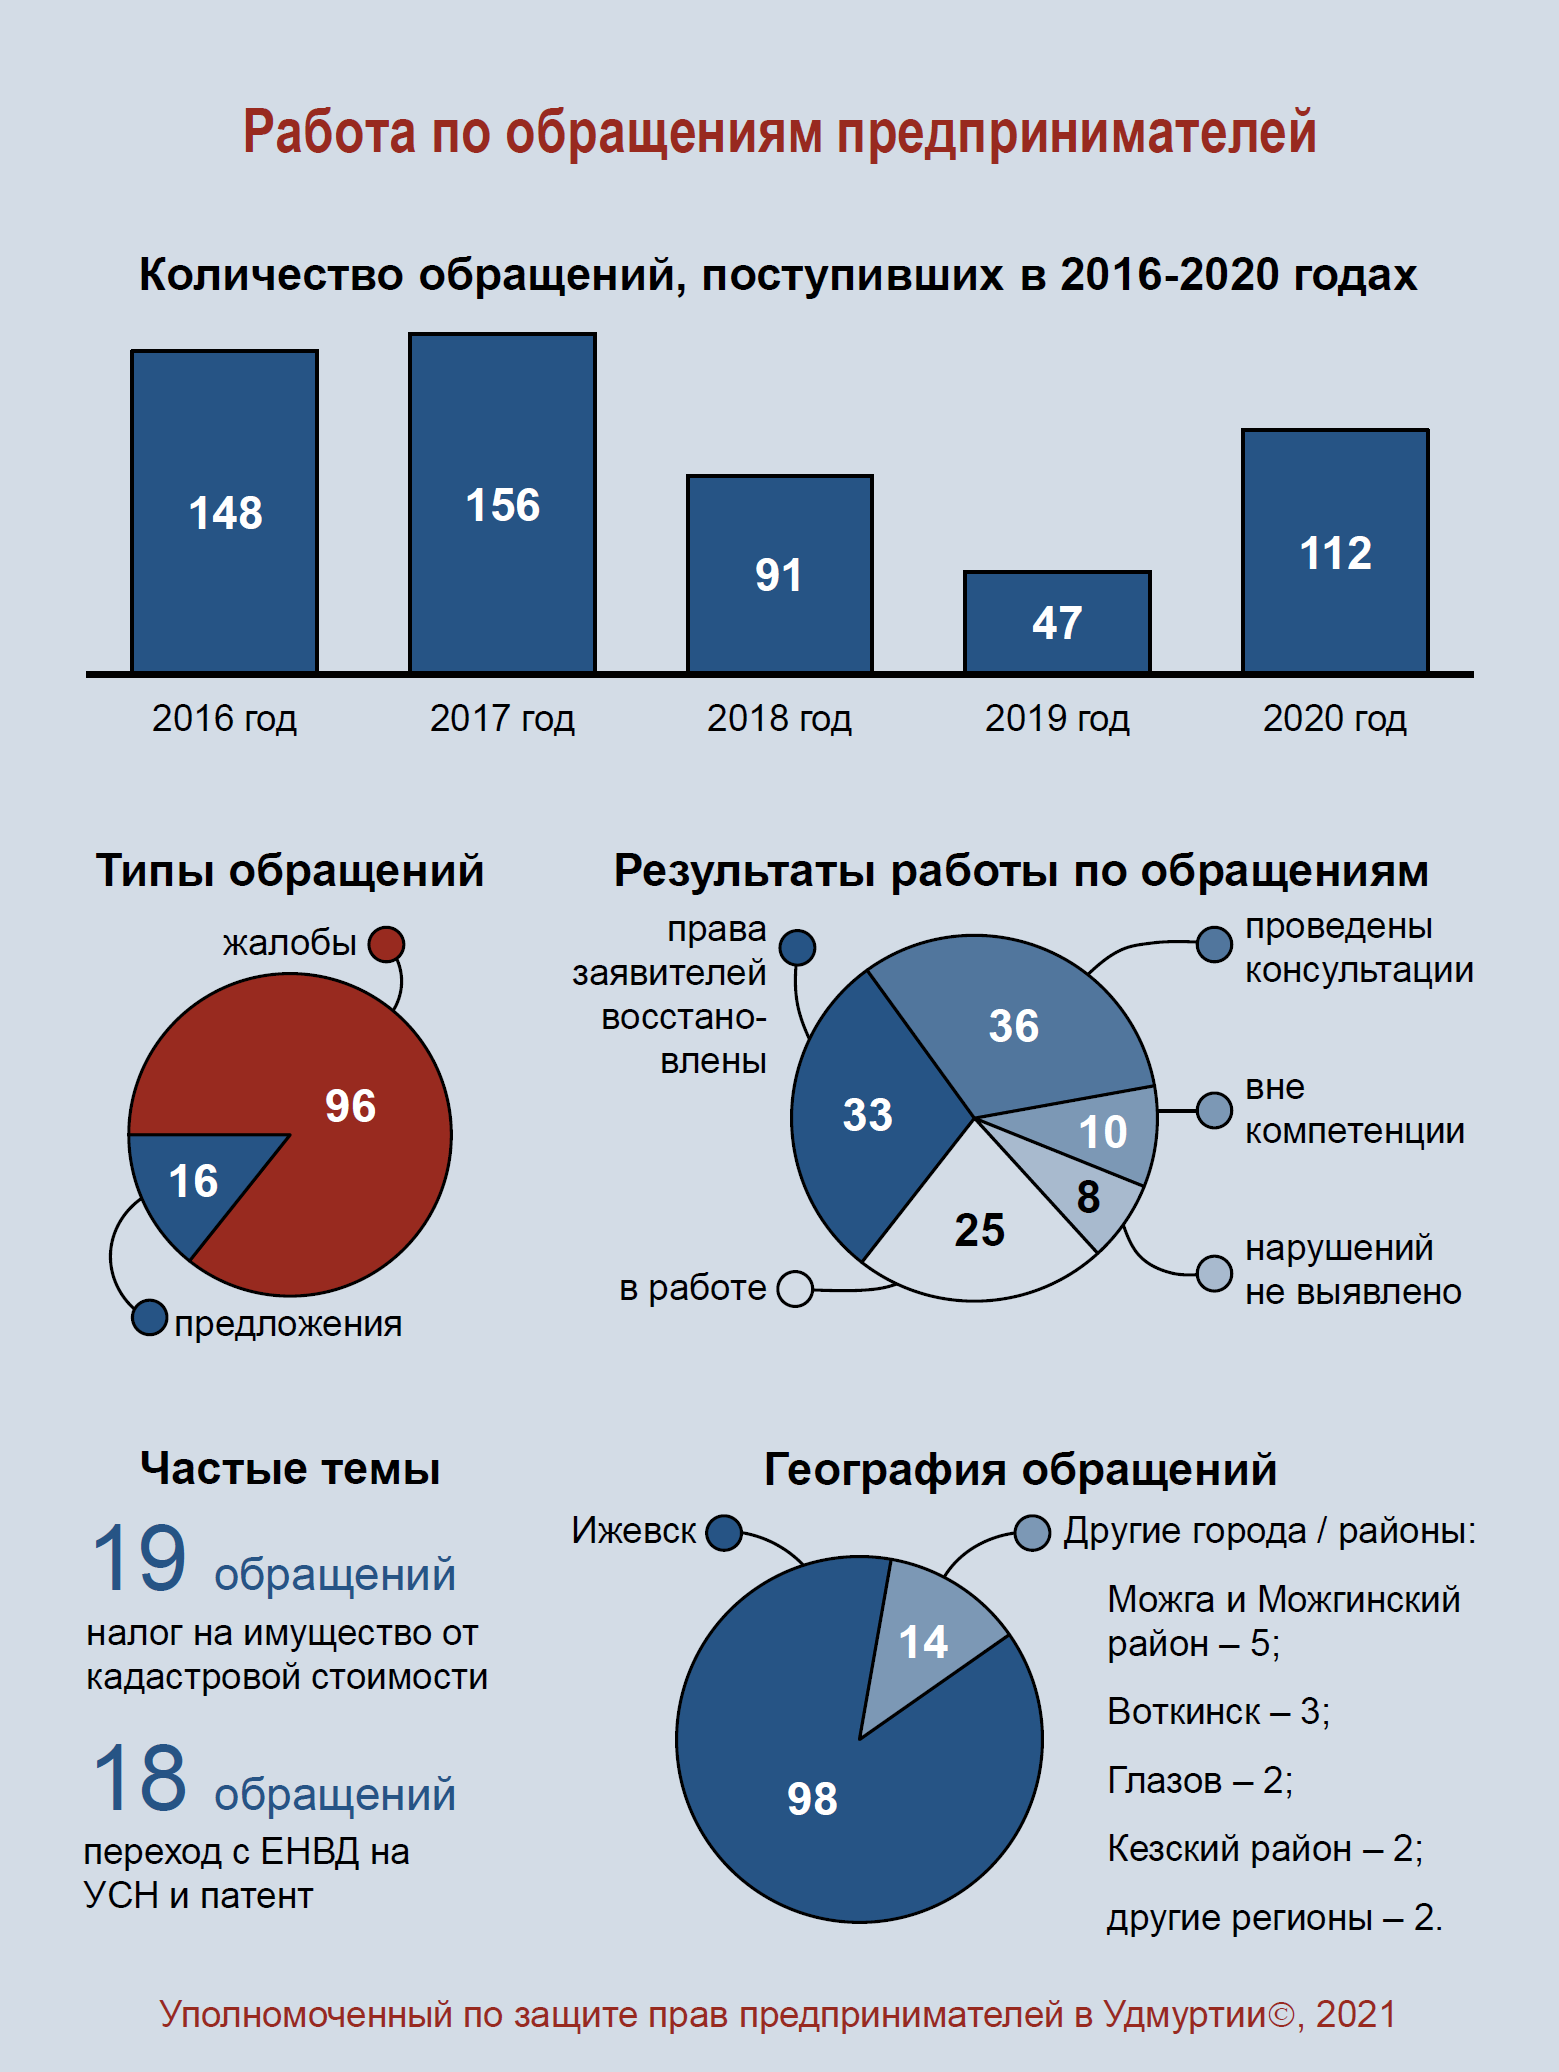 Работа по обращениям предпринимателей
Количество обращений, поступивших в 2016-2020 годах
148
156
91
47
112
2016 год
2017 год
2018 год
2019 год
2020 год
Типы обращений
жалобы
96
16
предложения
Результаты работы по обращениям
права
заявителей
восстано-
влены
проведены
консультации
36
33
10
8
25
вне
компетенции
в работе
нарушений
не выявлено
Частые темы
19 обращений
налог на имущество от
кадастровой стоимости
18 обращений
переход с ЕНВД на
УСН и патент
География обращений
Ижевск
Другие города / районы:
14
98
Можга и Можгинский
район – 5;
Воткинск – 3;
Глазов – 2;
Кезский район – 2;
другие регионы – 2.
Уполномоченный по защите прав предпринимателей в Удмуртии©, 2021